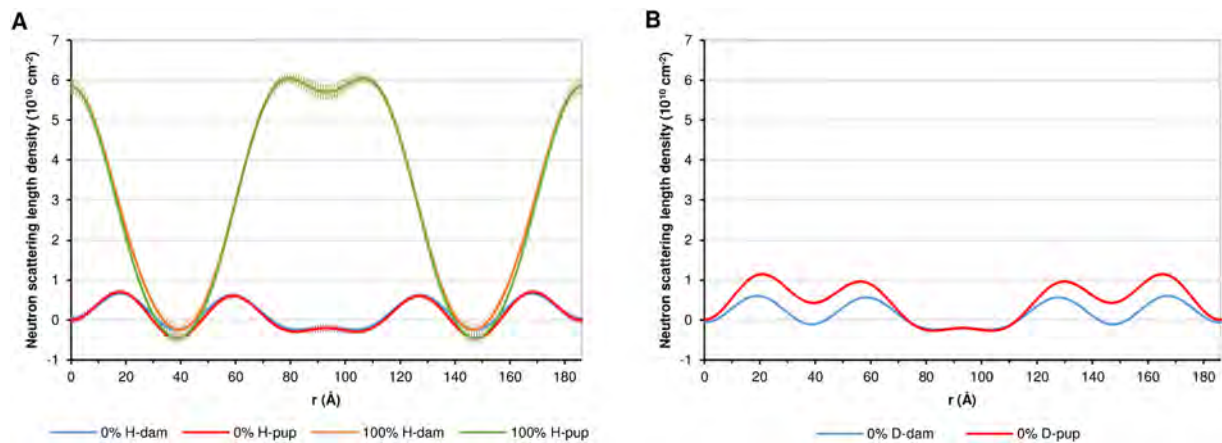 A
Neutron scattering length density (10¹⁰ cm⁻²)
7
6
5
4
3
2
1
0
-1
0 20 40 60 80 100 120 140 160 180
r (Å)
0% H-dam 0% H-pup 100% H-dam 100% H-pup
B
Neutron scattering length density (10¹⁰ cm⁻²)
7
6
5
4
3
2
1
0
-1
0 20 40 60 80 100 120 140 160 180
r (Å)
0% D-dam 0% D-pup